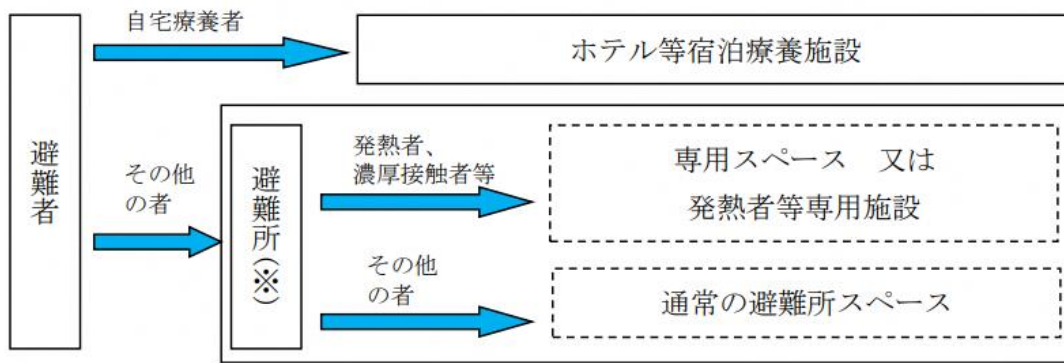 自宅療養者
ホテル等宿泊療養施設
避難者
その他
の者
避難所(※)
発熱者、
濃厚接触者等
専用スペース　又は
発熱者等専用施設
その他
の者
通常の避難所スペース